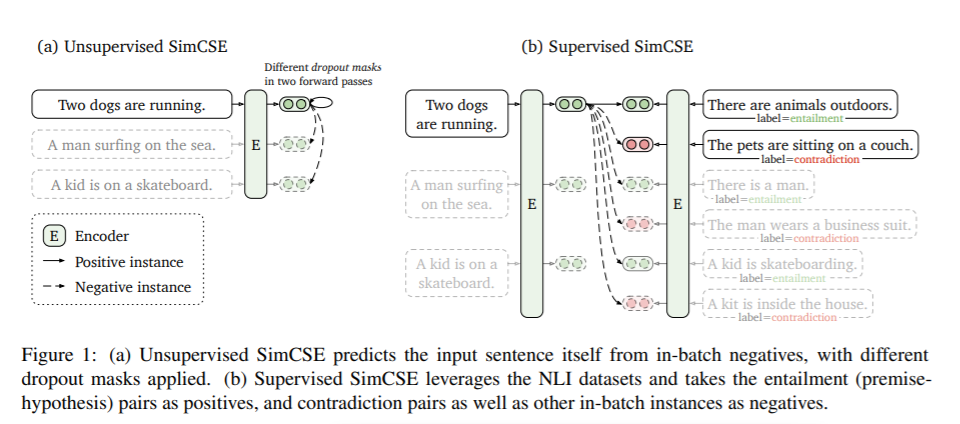 (a) Unsupervised SimCSE
Different dropout masks
in two forward passes
Two dogs are running.
A man surfing on the sea.
A kid is on a skateboard.
E
E Encoder
Positive instance
Negative instance
(b) Supervised SimCSE
Two dogs
are running.
A man surfing
on the sea.
A kid is on a
skateboard.
E
E
There are animals outdoors.
label=entailment
The pets are sitting on a couch.
label=contradiction
There is a man.
label=entailment
The man wears a business suit.
label=contradiction
A kid is skateboarding.
label=entailment
A kit is inside the house.
label=contradiction
Figure 1: (a) Unsupervised SimCSE predicts the input sentence itself from in-batch negatives, with different
dropout masks applied. (b) Supervised SimCSE leverages the NLI datasets and takes the entailment (premise-
hypothesis) pairs as positives, and contradiction pairs as well as other in-batch instances as negatives.